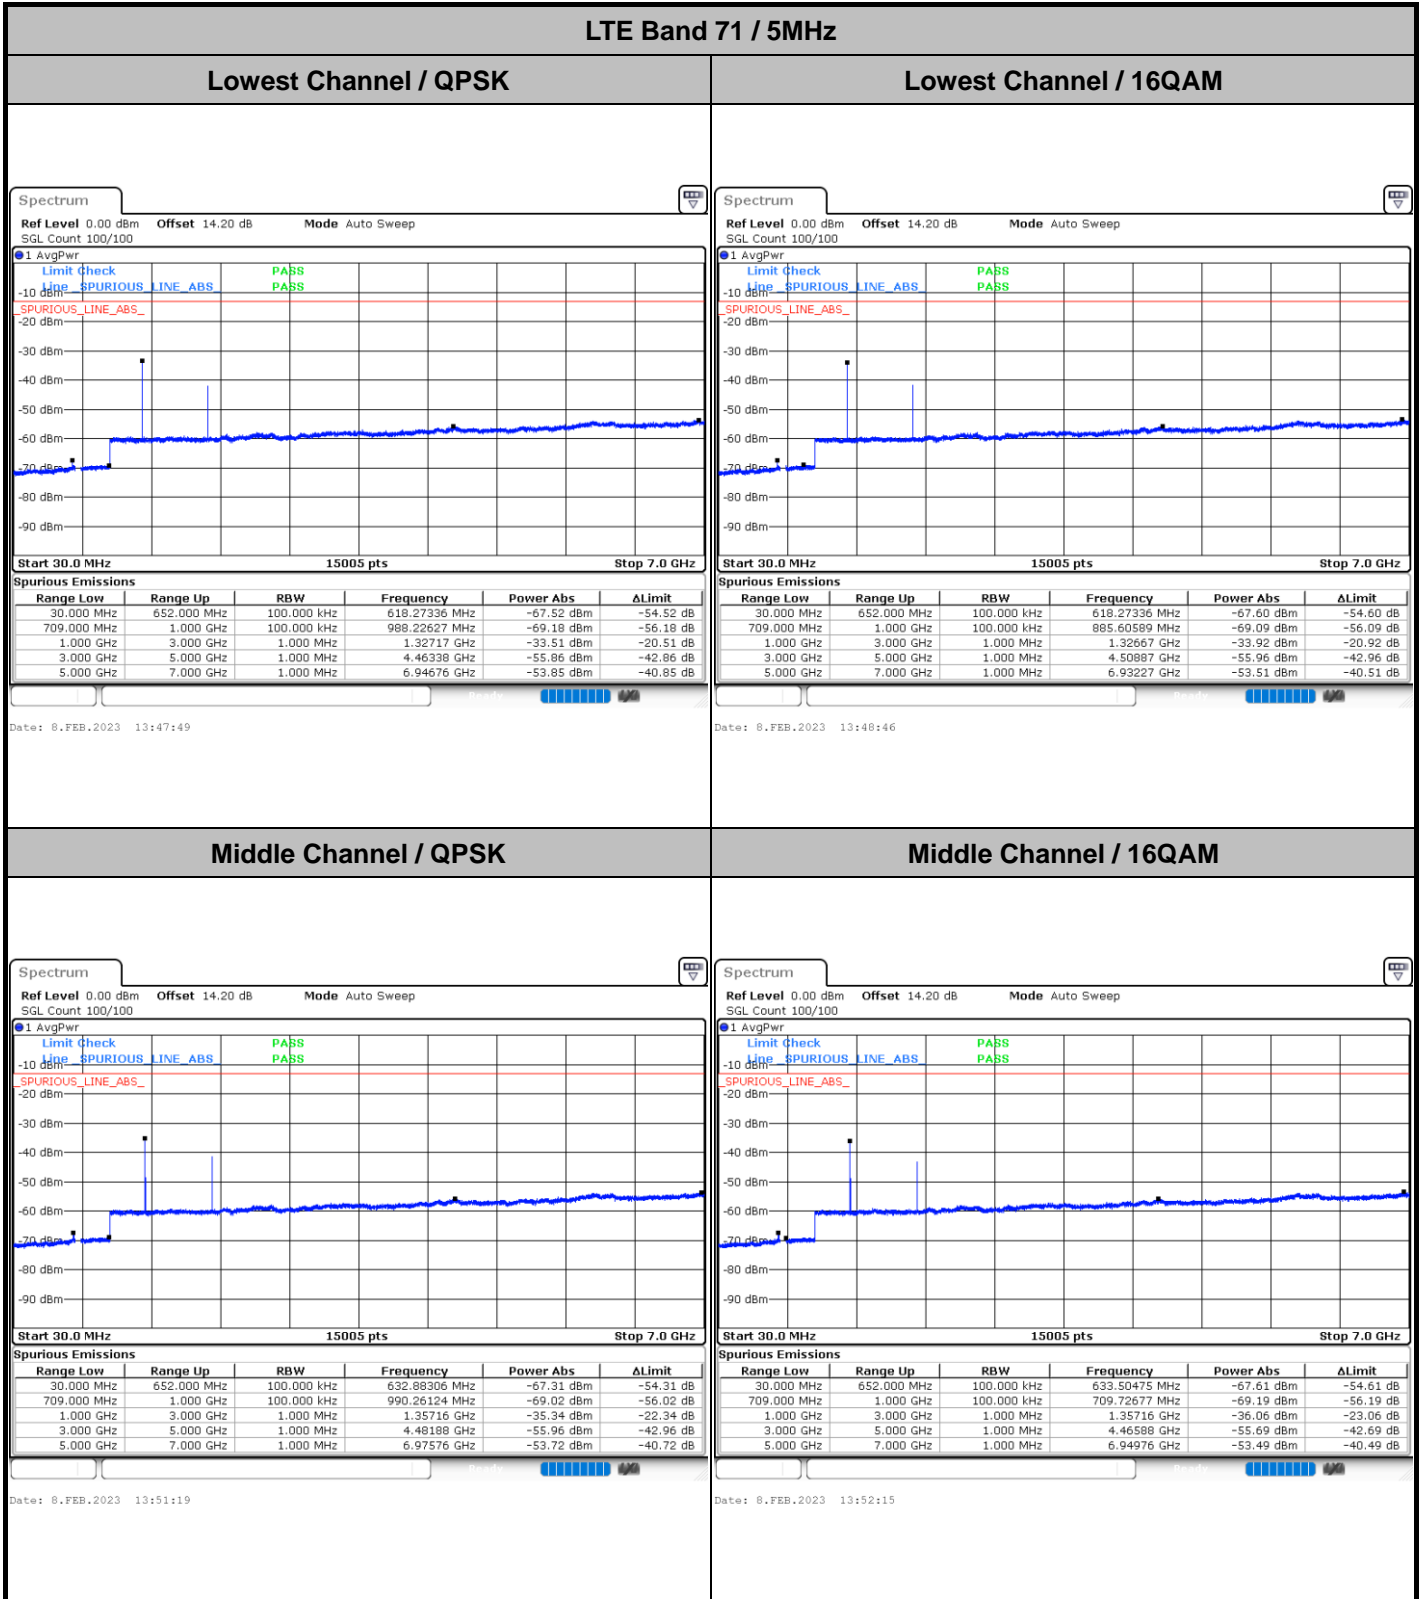 LTE Band 71 / 5MHz
Lowest Channel / QPSK
Lowest Channel / 16QAM
Spectrum
Ref Level 0.00 dBm Offset 14.20 dB Mode Auto Sweep
SGL Count 100/100
1 AvgPwr
Limit Check PASS
Line _SPURIOUS_LINE_ABS_ PASS
-10 dBm
_SPURIOUS_LINE_ABS_
-20 dBm
-30 dBm
-40 dBm
-50 dBm
-60 dBm
-70 dBm
-80 dBm
-90 dBm
Start 30.0 MHz 15005 pts Stop 7.0 GHz
Spurious Emissions
Range Low Range Up RBW Frequency Power Abs ΔLimit
30.000 MHz 652.000 MHz 100.000 kHz 618.27336 MHz -67.52 dBm -54.52 dB
709.000 MHz 1.000 GHz 100.000 kHz 988.22627 MHz -69.18 dBm -56.18 dB
1.000 GHz 3.000 GHz 1.000 MHz 1.32717 GHz -33.51 dBm -20.51 dB
3.000 GHz 5.000 GHz 1.000 MHz 4.46338 GHz -55.86 dBm -42.86 dB
5.000 GHz 7.000 GHz 1.000 MHz 6.94676 GHz -53.85 dBm -40.85 dB
Ready
Date: 8.FEB.2023 13:47:49
Spectrum
Ref Level 0.00 dBm Offset 14.20 dB Mode Auto Sweep
SGL Count 100/100
1 AvgPwr
Limit Check PASS
Line _SPURIOUS_LINE_ABS_ PASS
-10 dBm
_SPURIOUS_LINE_ABS_
-20 dBm
-30 dBm
-40 dBm
-50 dBm
-60 dBm
-70 dBm
-80 dBm
-90 dBm
Start 30.0 MHz 15005 pts Stop 7.0 GHz
Spurious Emissions
Range Low Range Up RBW Frequency Power Abs ΔLimit
30.000 MHz 652.000 MHz 100.000 kHz 618.27336 MHz -67.60 dBm -54.60 dB
709.000 MHz 1.000 GHz 100.000 kHz 885.60589 MHz -69.09 dBm -56.09 dB
1.000 GHz 3.000 GHz 1.000 MHz 1.32667 GHz -33.92 dBm -20.92 dB
3.000 GHz 5.000 GHz 1.000 MHz 4.50887 GHz -55.96 dBm -42.96 dB
5.000 GHz 7.000 GHz 1.000 MHz 6.93227 GHz -53.51 dBm -40.51 dB
Ready
Date: 8.FEB.2023 13:48:46
Middle Channel / QPSK
Middle Channel / 16QAM
Spectrum
Ref Level 0.00 dBm Offset 14.20 dB Mode Auto Sweep
SGL Count 100/100
1 AvgPwr
Limit Check PASS
Line _SPURIOUS_LINE_ABS_ PASS
-10 dBm
_SPURIOUS_LINE_ABS_
-20 dBm
-30 dBm
-40 dBm
-50 dBm
-60 dBm
-70 dBm
-80 dBm
-90 dBm
Start 30.0 MHz 15005 pts Stop 7.0 GHz
Spurious Emissions
Range Low Range Up RBW Frequency Power Abs ΔLimit
30.000 MHz 652.000 MHz 100.000 kHz 632.88306 MHz -67.31 dBm -54.31 dB
709.000 MHz 1.000 GHz 100.000 kHz 990.26124 MHz -69.02 dBm -56.02 dB
1.000 GHz 3.000 GHz 1.000 MHz 1.35716 GHz -35.34 dBm -22.34 dB
3.000 GHz 5.000 GHz 1.000 MHz 4.48188 GHz -55.96 dBm -42.96 dB
5.000 GHz 7.000 GHz 1.000 MHz 6.97576 GHz -53.72 dBm -40.72 dB
Ready
Date: 8.FEB.2023 13:51:19
Spectrum
Ref Level 0.00 dBm Offset 14.20 dB Mode Auto Sweep
SGL Count 100/100
1 AvgPwr
Limit Check PASS
Line _SPURIOUS_LINE_ABS_ PASS
-10 dBm
_SPURIOUS_LINE_ABS_
-20 dBm
-30 dBm
-40 dBm
-50 dBm
-60 dBm
-70 dBm
-80 dBm
-90 dBm
Start 30.0 MHz 15005 pts Stop 7.0 GHz
Spurious Emissions
Range Low Range Up RBW Frequency Power Abs ΔLimit
30.000 MHz 652.000 MHz 100.000 kHz 633.50475 MHz -67.61 dBm -54.61 dB
709.000 MHz 1.000 GHz 100.000 kHz 709.72677 MHz -69.19 dBm -56.19 dB
1.000 GHz 3.000 GHz 1.000 MHz 1.35716 GHz -36.06 dBm -23.06 dB
3.000 GHz 5.000 GHz 1.000 MHz 4.46588 GHz -55.69 dBm -42.69 dB
5.000 GHz 7.000 GHz 1.000 MHz 6.94976 GHz -53.49 dBm -40.49 dB
Ready
Date: 8.FEB.2023 13:52:15